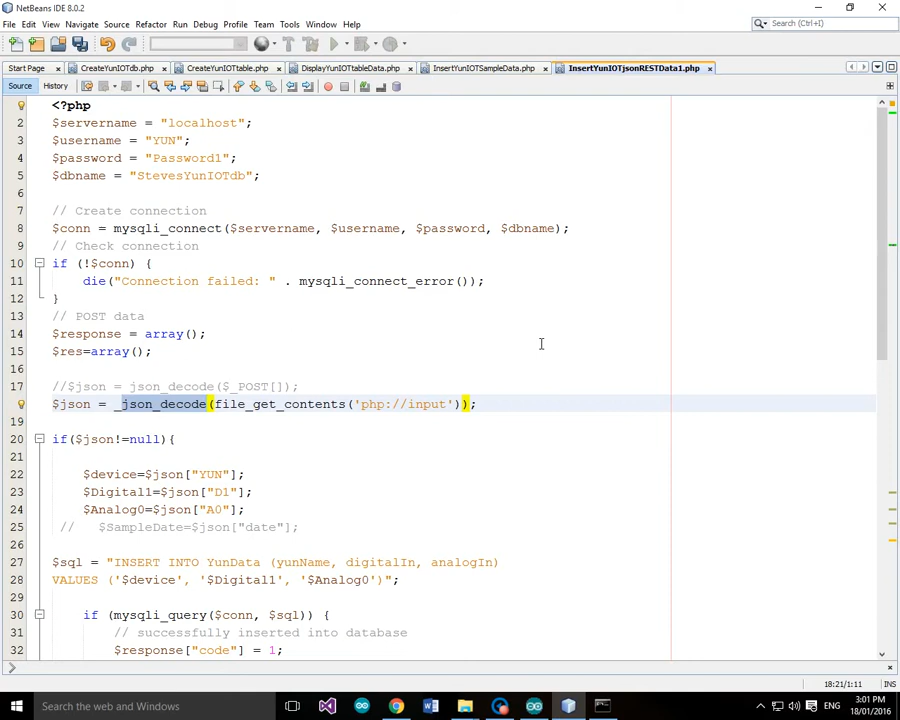 NetBeans IDE 8.0.2
File Edit View Navigate Source Refactor Run Debug Profile Team Tools Window Help
Search (Ctrl+I)
Start Page CreateYunIOTdb.php CreateYunIOTtable.php DisplayYunIOTtableData.php InsertYunIOTSampleData.php InsertYunIOTjsonRESTData1.php
Source History
1 <?php
2 $servername = "localhost";
3 $username = "YUN";
4 $password = "Password1";
5 $dbname = "StevesYunIOTdb";
6
7 // Create connection
8 $conn = mysqli_connect($servername, $username, $password, $dbname);
9 // Check connection
10 if (!$conn) {
11 die("Connection failed: " . mysqli_connect_error());
12 }
13 // POST data
14 $response = array();
15 $res=array();
16
17 //$json = json_decode($_POST[]);
$json = _json_decode(file_get_contents('php://input'));
19
20 if($json!=null){
21
22 $device=$json["YUN"];
23 $Digital1=$json["D1"];
24 $Analog0=$json["A0"];
25 // $SampleDate=$json["date"];
26
27 $sql = "INSERT INTO YunData (yunName, digitalIn, analogIn)
28 VALUES ('$device', '$Digital1', '$Analog0')";
29
30 if (mysqli_query($conn, $sql)) {
31 // successfully inserted into database
32 $response["code"] = 1;
18:21/1:11 INS
Search the web and Windows
ENG
3:01 PM
18/01/2016